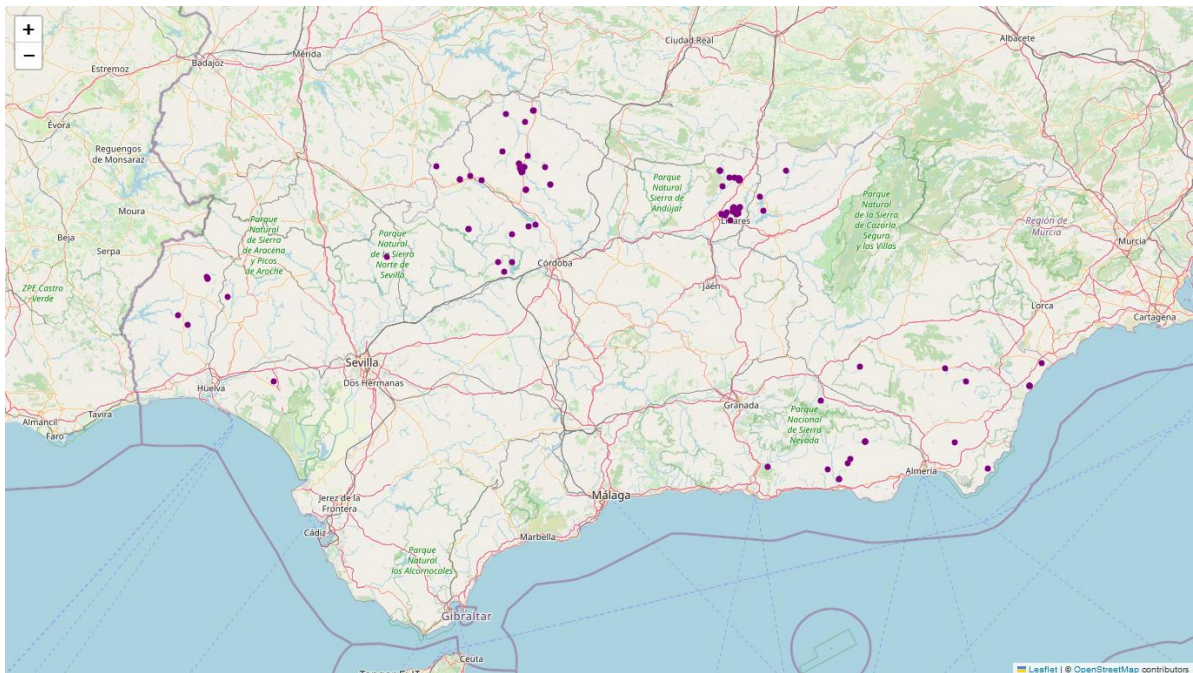 +
−
Ciudad Real
Albacete
Badajoz
Mérida
Estremoz
Évora
Reguengos
de Monsaraz
Moura
Beja
Serpa
Parque
Natural
de Sierra
de Aracena
y Picos
de Aroche
Parque
Natural
de la Sierra
Norte de
Sevilla
Parque
Natural
Sierra de
Andújar
Linares
Parque
Natural
de la Sierra
de Cazorla,
Segura
y las Villas
Región de
Murcia
Murcia
ZPE Castro
Verde
Córdoba
Jaén
Lorca
Cartagena
Sevilla
Dos Hermanas
Huelva
Tavira
Almancil
Faro
Granada
Parque
Nacional
de Sierra
Nevada
Almería
Málaga
Jerez de la
Frontera
Cádiz
Marbella
Parque
Natural
los Alcornocales
Gibraltar
Ceuta
Leaflet | © OpenStreetMap contributors